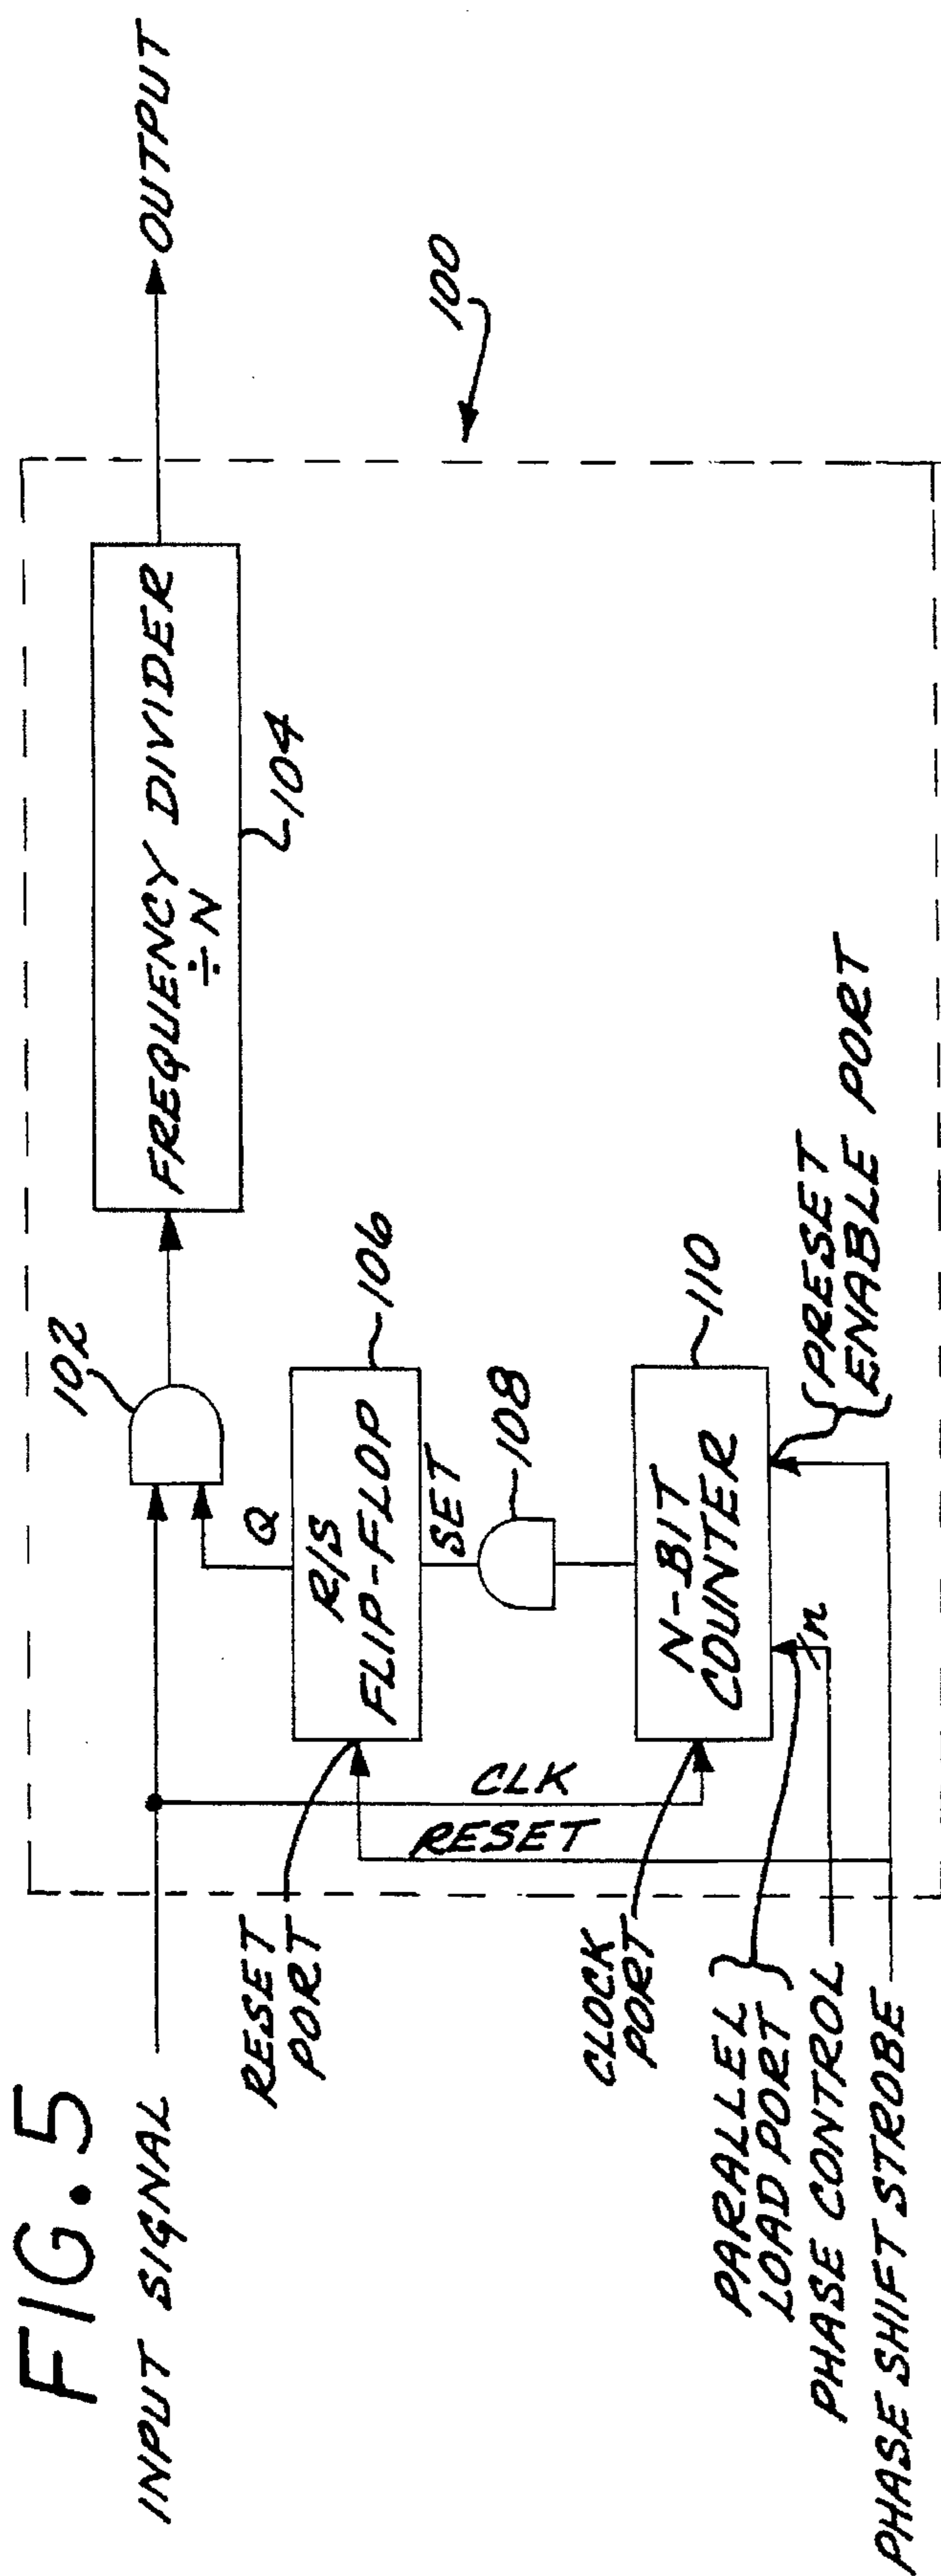 FIG. 5
INPUT SIGNAL
OUTPUT
102
FREQUENCY DIVIDER
÷ N
104
100
Q
R/S
FLIP-FLOP
106
SET
108
RESET
PORT
CLK
RESET
N-BIT
COUNTER
110
CLOCK
PORT
PRESET
ENABLE PORT
n
PARALLEL
LOAD PORT
PHASE CONTROL
PHASE SHIFT STROBE